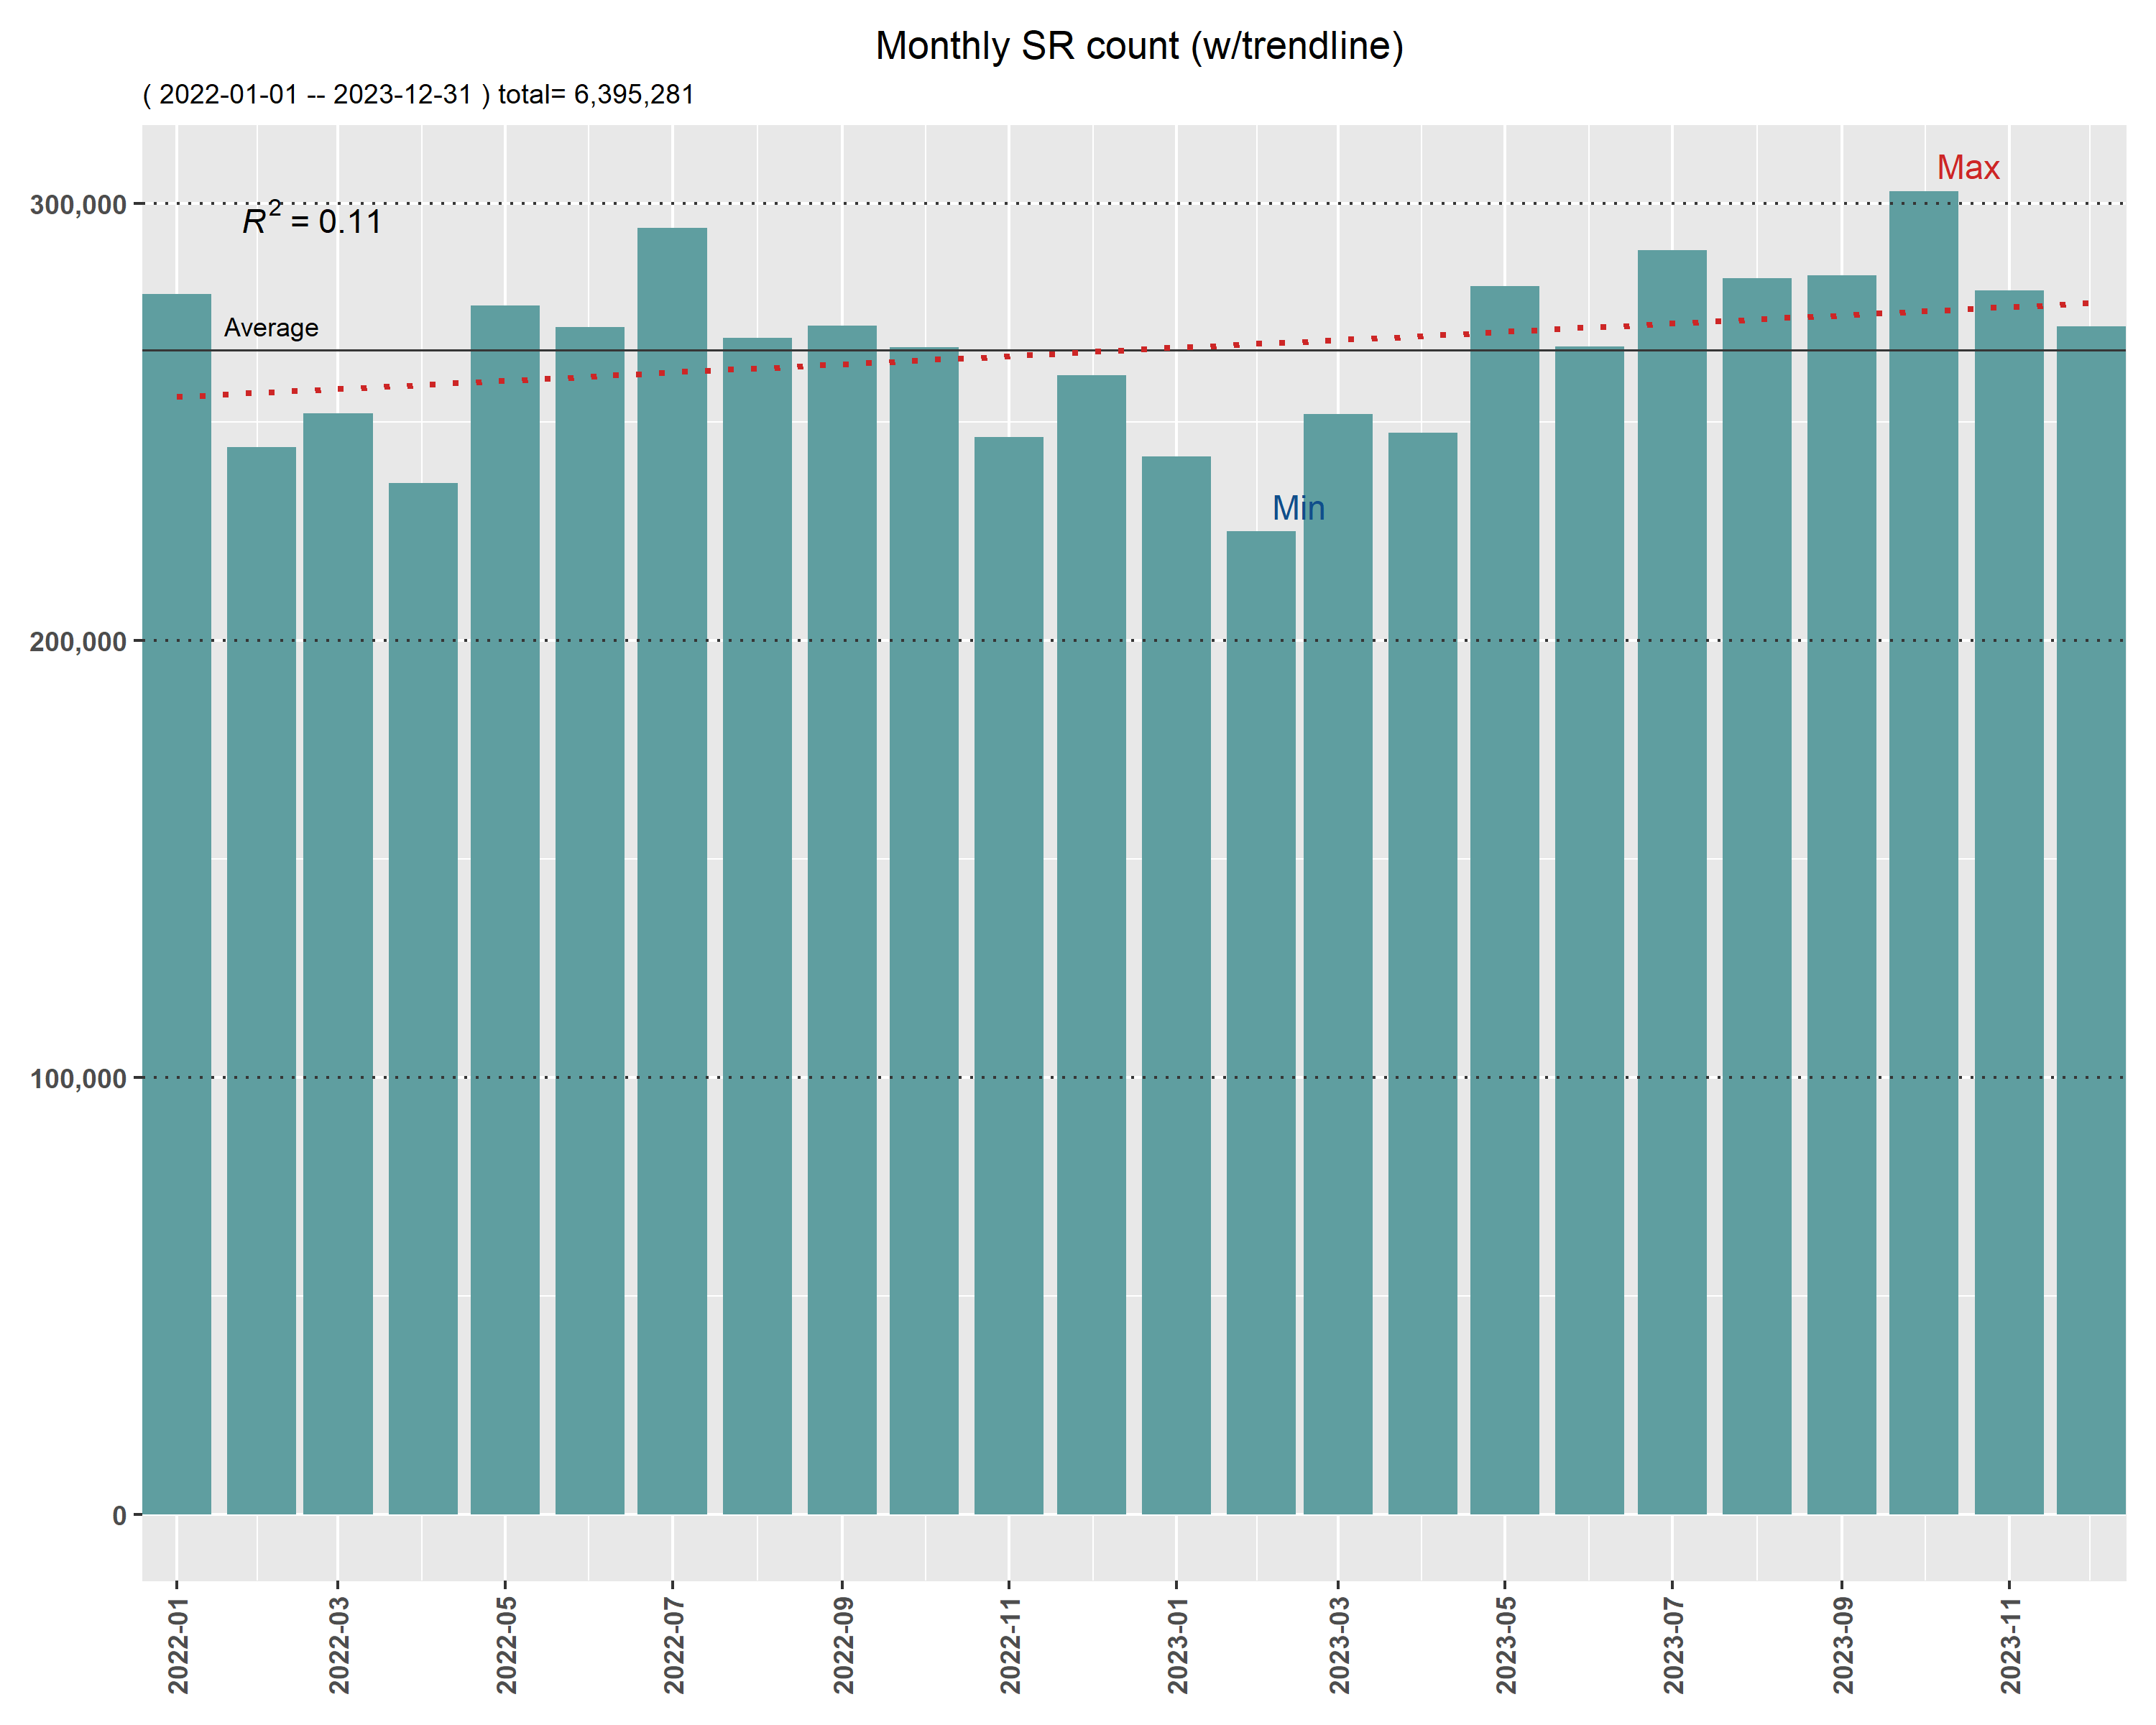 Monthly SR count (w/trendline)
( 2022-01-01 -- 2023-12-31 ) total= 6,395,281
Max
300,000
R² = 0.11
Average
Min
200,000
100,000
0
2022-01
2022-03
2022-05
2022-07
2022-09
2022-11
2023-01
2023-03
2023-05
2023-07
2023-09
2023-11